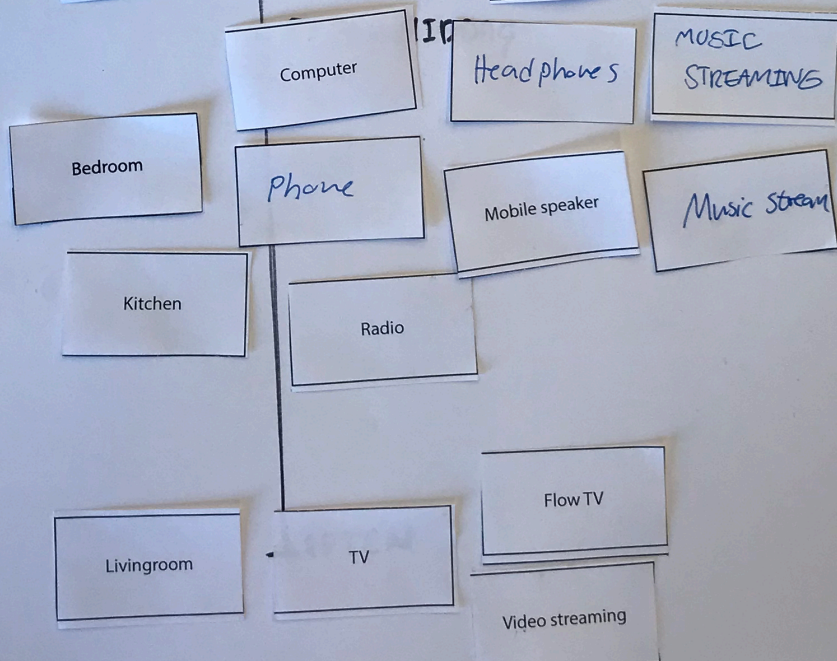 Computer
Headphones
MUSIC
STREAMING
Bedroom
Phone
Mobile speaker
Music Stream
Kitchen
Radio
Flow TV
Livingroom
TV
Video streaming